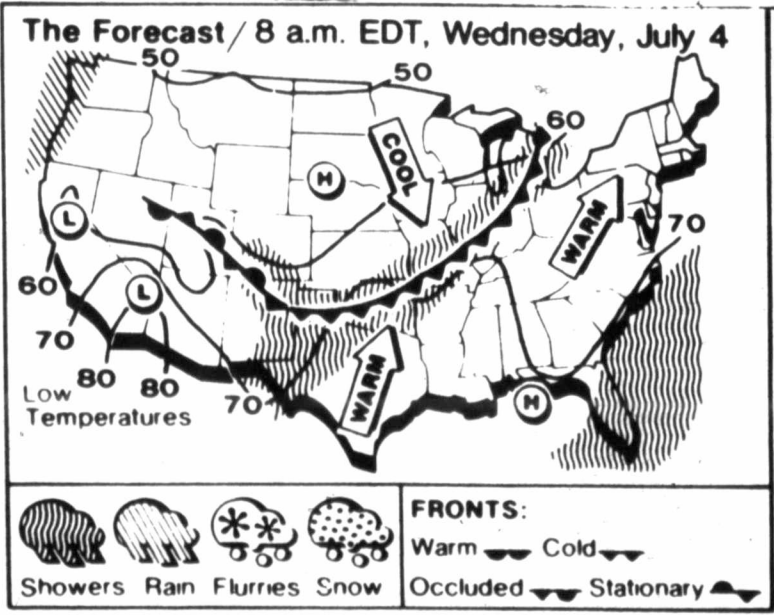 The Forecast / 8 a.m. EDT, Wednesday, July 4
50
50
60
COOL
H
L
WARM
70
60
L
70
80
80
70
WARM
H
Low
Temperatures
Showers Rain Flurries Snow
FRONTS:
Warm Cold
Occluded Stationary